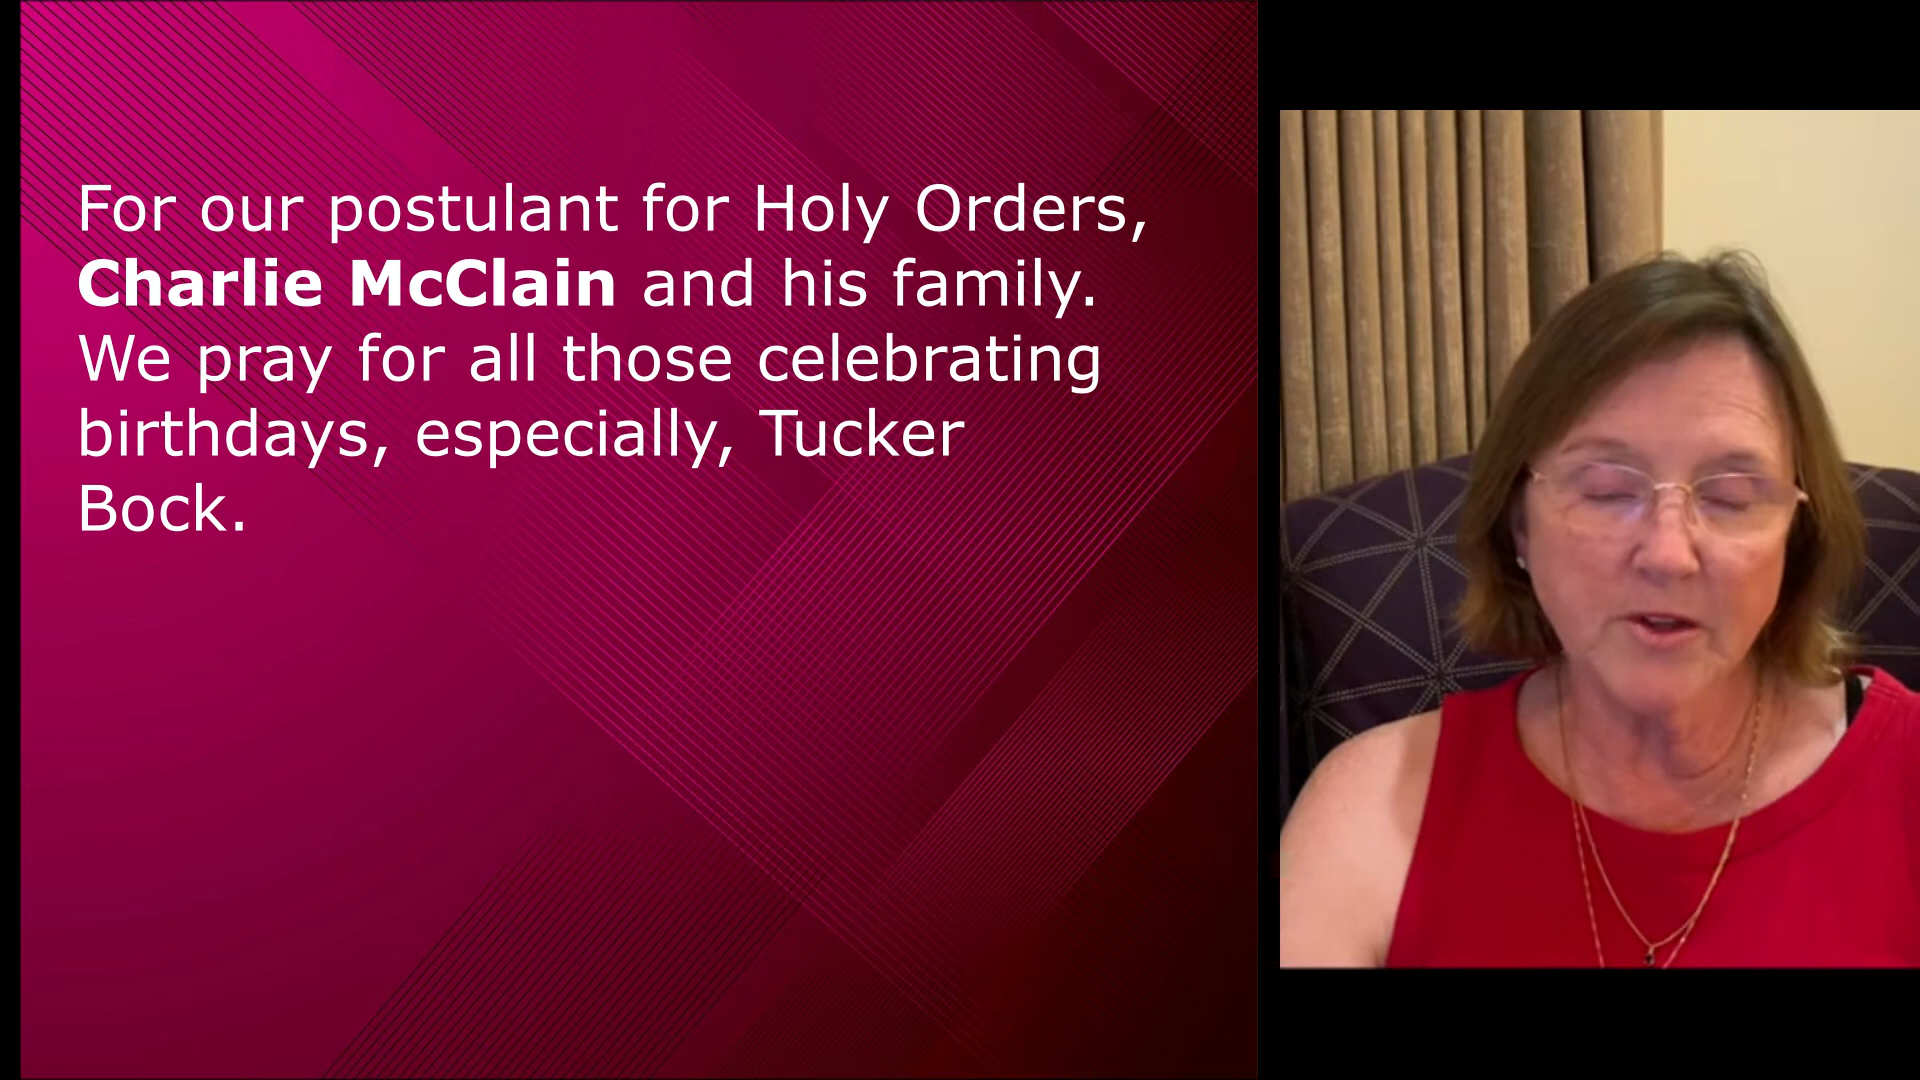 For our postulant for Holy Orders,
Charlie McClain and his family.
We pray for all those celebrating
birthdays, especially, Tucker
Bock.